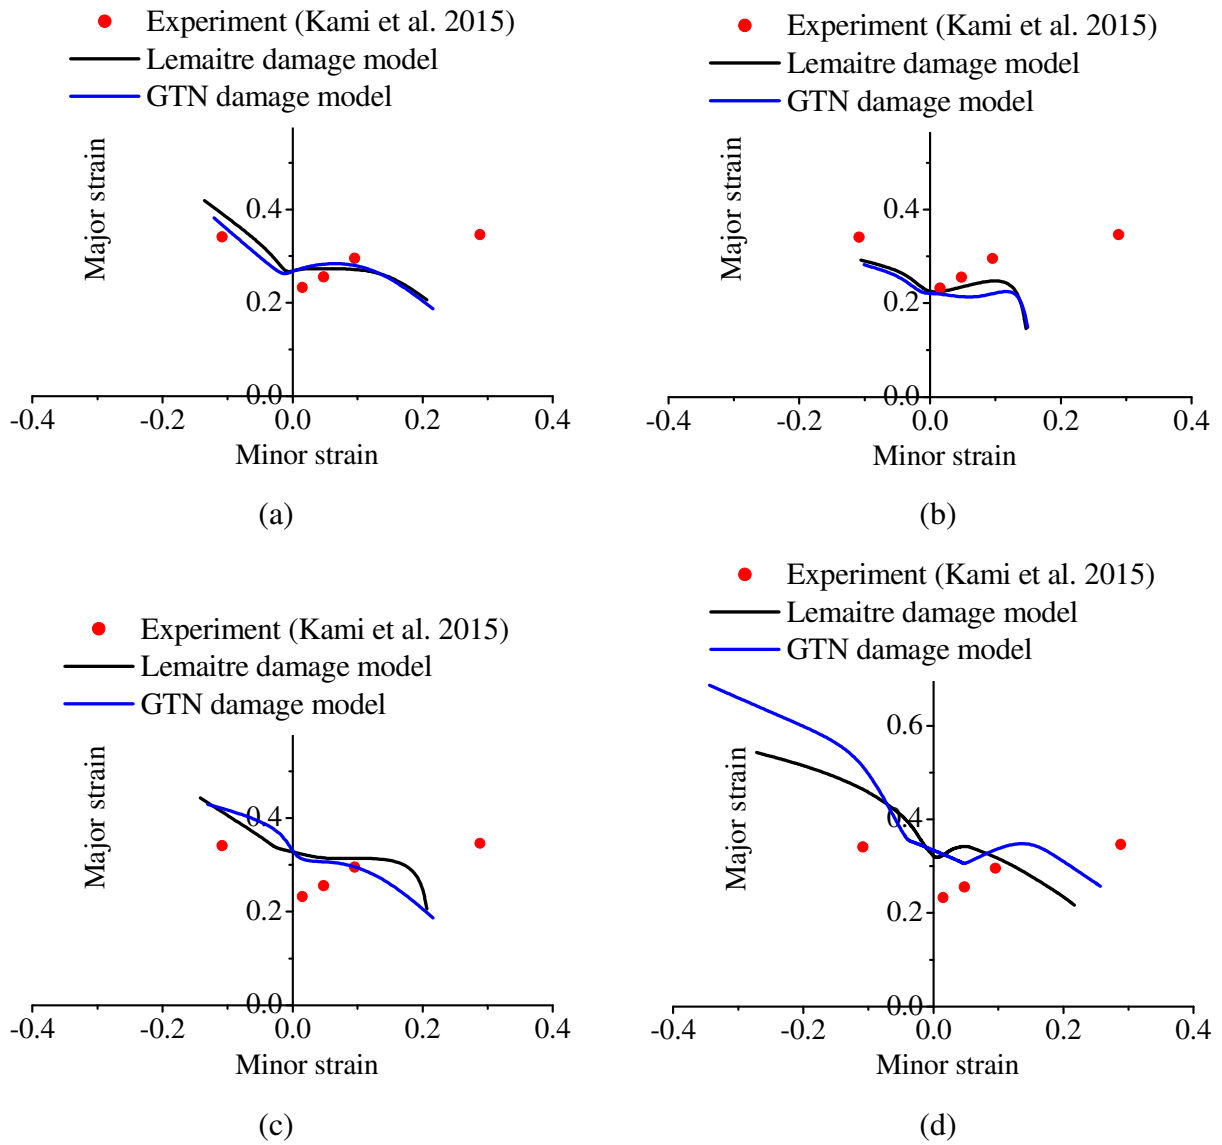 Experiment (Kami et al. 2015)
Lemaitre damage model
GTN damage model
Major strain
0.4
0.2
0.0
-0.4
-0.2
0.0
0.2
0.4
Minor strain
(a)
Experiment (Kami et al. 2015)
Lemaitre damage model
GTN damage model
Major strain
0.4
0.2
0.0
-0.4
-0.2
0.0
0.2
0.4
Minor strain
(b)
Experiment (Kami et al. 2015)
Lemaitre damage model
GTN damage model
Major strain
0.4
0.2
0.0
-0.4
-0.2
0.0
0.2
0.4
Minor strain
(c)
Experiment (Kami et al. 2015)
Lemaitre damage model
GTN damage model
Major strain
0.6
0.4
0.2
0.0
-0.4
-0.2
0.0
0.2
0.4
Minor strain
(d)